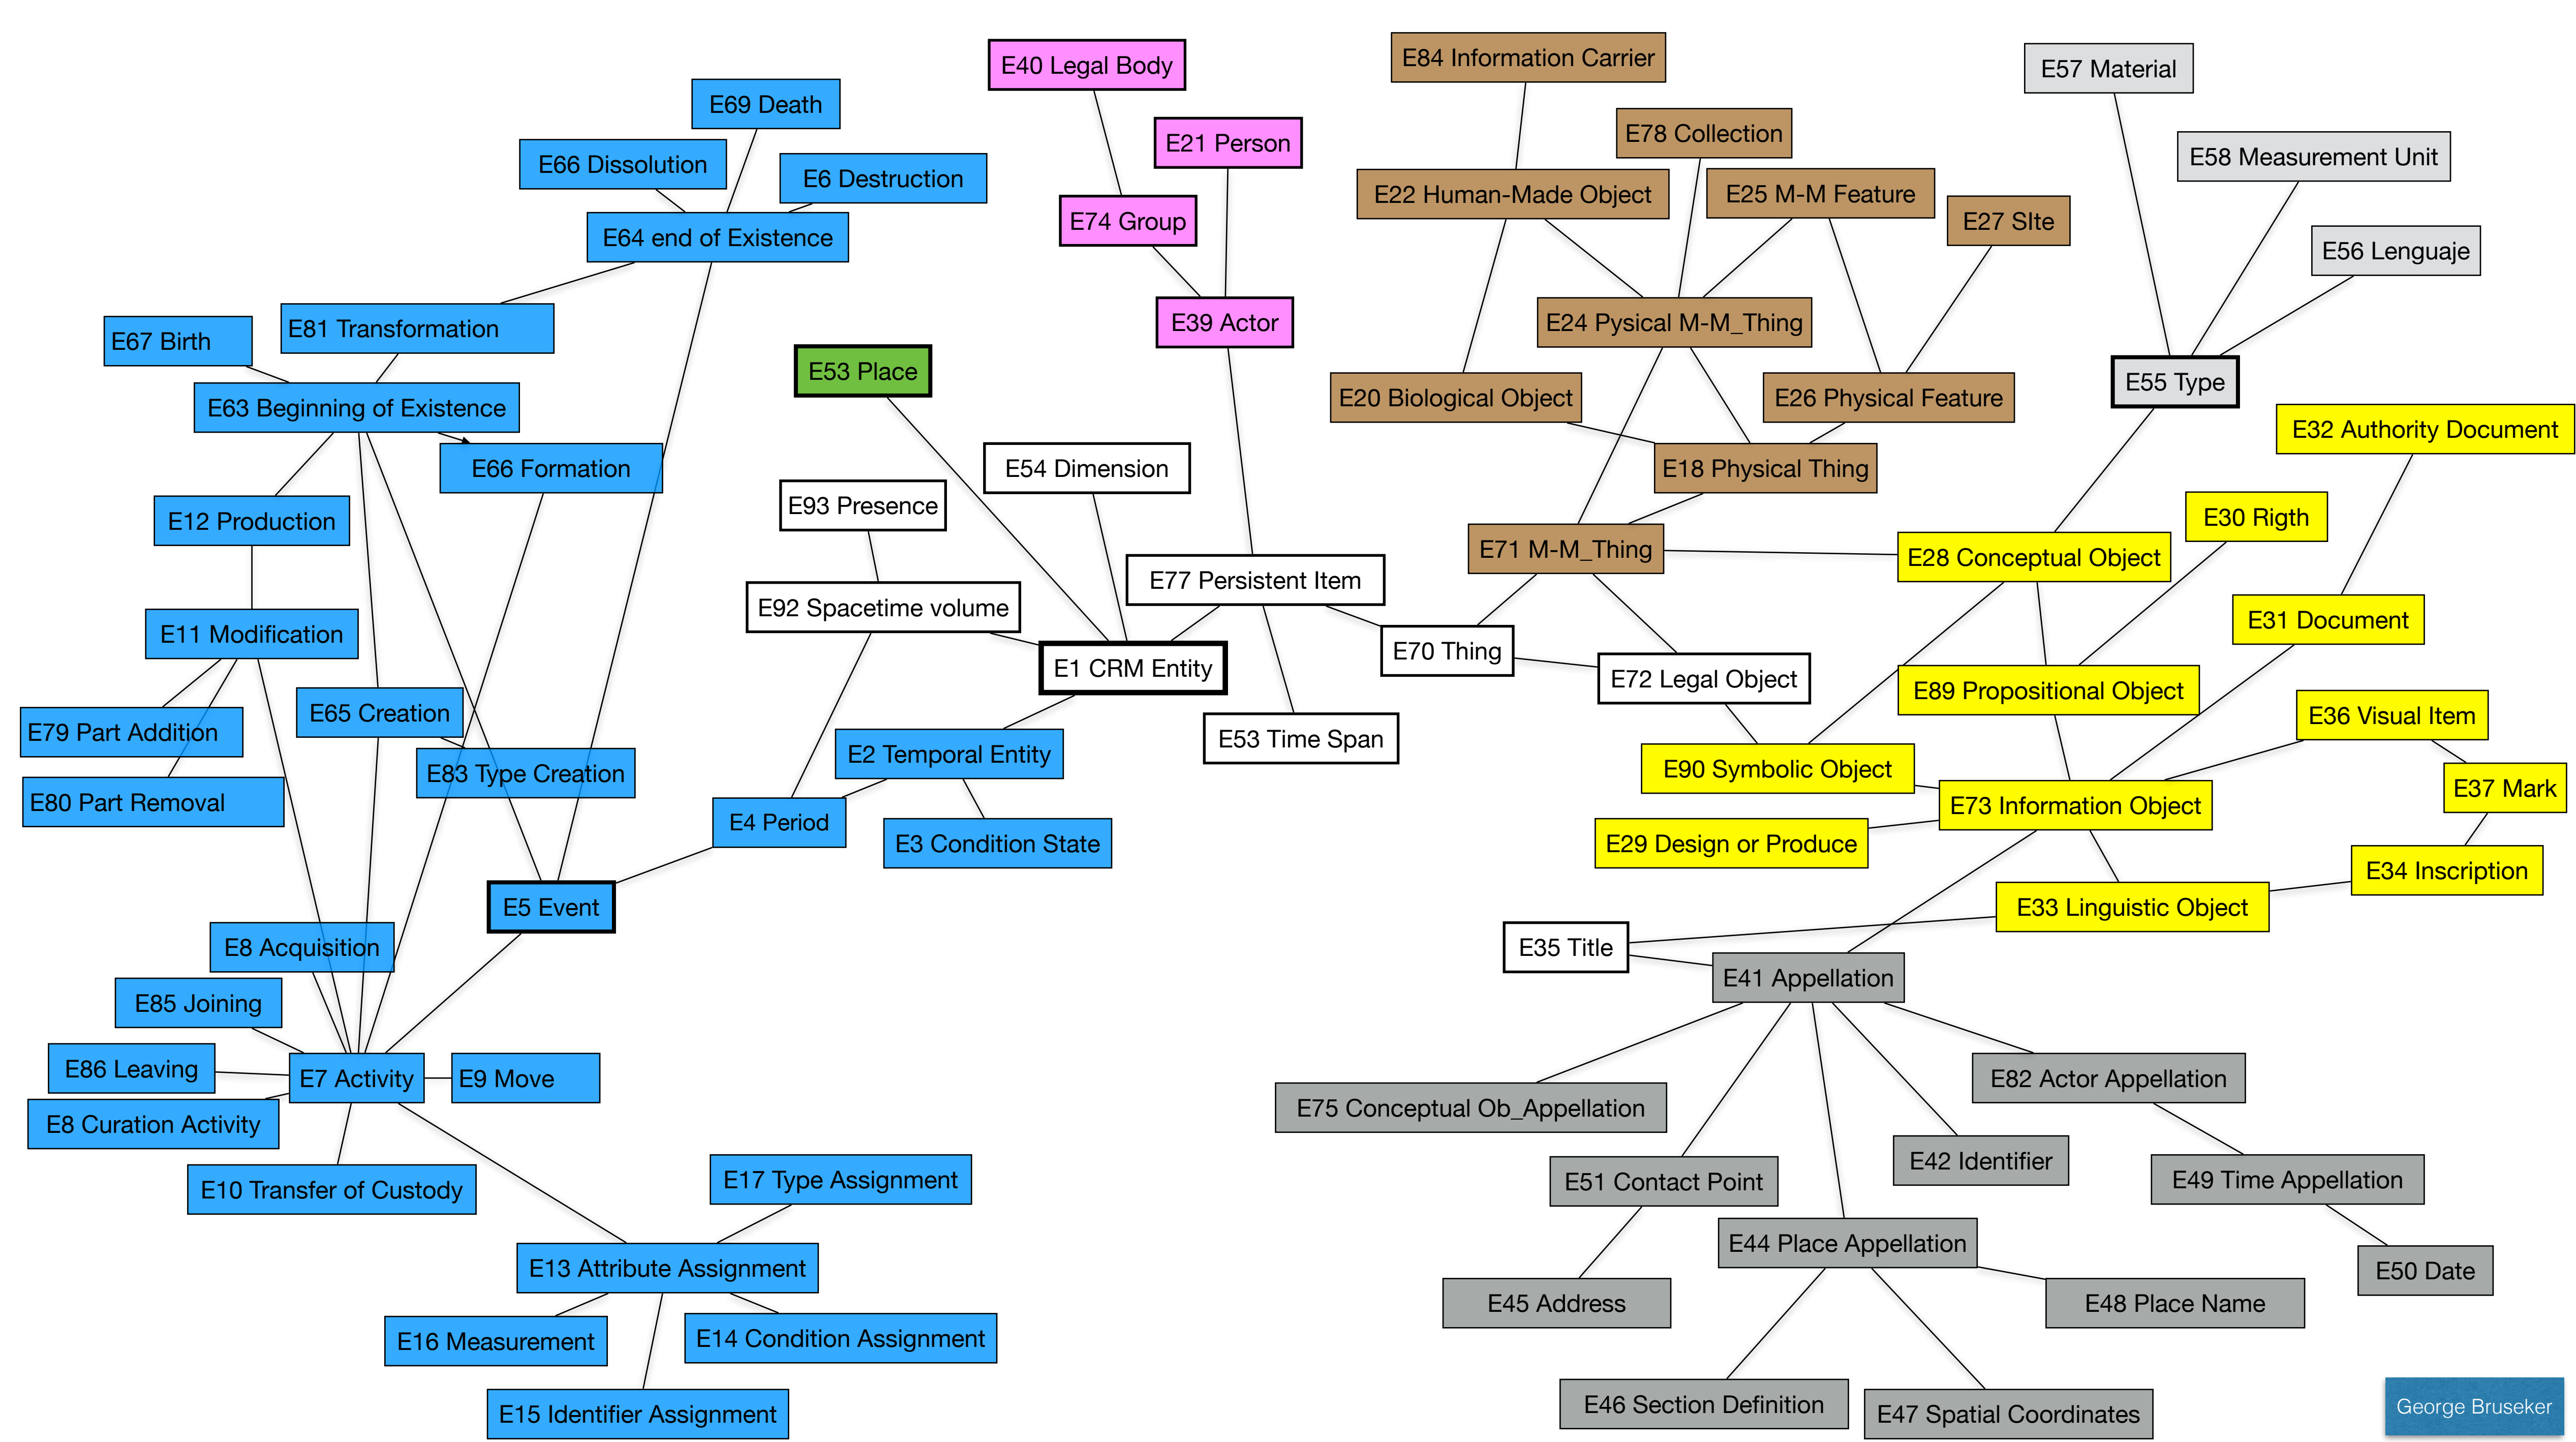 E84 Information Carrier
E40 Legal Body
E57 Material
E69 Death
E78 Collection
E21 Person
E58 Measurement Unit
E66 Dissolution
E6 Destruction
E22 Human-Made Object
E25 M-M Feature
E74 Group
E27 SIte
E64 end of Existence
E56 Lenguaje
E39 Actor
E24 Pysical M-M_Thing
E81 Transformation
E67 Birth
E53 Place
E55 Type
E20 Biological Object
E26 Physical Feature
E63 Beginning of Existence
E32 Authority Document
E66 Formation
E54 Dimension
E18 Physical Thing
E93 Presence
E30 Rigth
E12 Production
E71 M-M_Thing
E28 Conceptual Object
E77 Persistent Item
E92 Spacetime volume
E31 Document
E11 Modification
E70 Thing
E1 CRM Entity
E72 Legal Object
E89 Propositional Object
E65 Creation
E36 Visual Item
E79 Part Addition
E53 Time Span
E2 Temporal Entity
E90 Symbolic Object
E83 Type Creation
E37 Mark
E80 Part Removal
E73 Information Object
E4 Period
E3 Condition State
E29 Design or Produce
E34 Inscription
E5 Event
E33 Linguistic Object
E8 Acquisition
E35 Title
E41 Appellation
E85 Joining
E86 Leaving
E7 Activity
E9 Move
E82 Actor Appellation
E75 Conceptual Ob_Appellation
E8 Curation Activity
E42 Identifier
E17 Type Assignment
E51 Contact Point
E49 Time Appellation
E10 Transfer of Custody
E44 Place Appellation
E13 Attribute Assignment
E50 Date
E45 Address
E48 Place Name
E16 Measurement
E14 Condition Assignment
E46 Section Definition
George Bruseker
E15 Identifier Assignment
E47 Spatial Coordinates